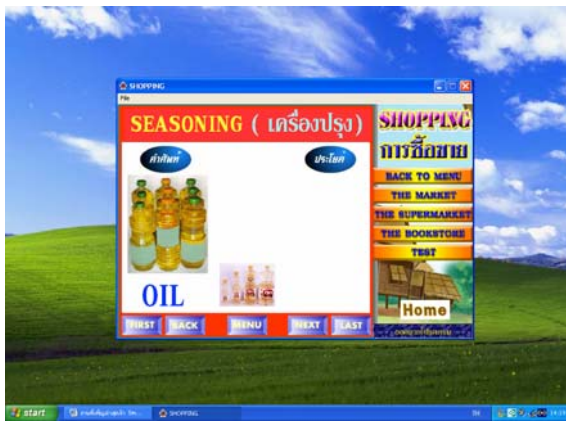 SHOPPING
File
SEASONING ( เครื่องปรุง )
คำศัพท์
ประโยค
OIL
FIRST
BACK
MENU
NEXT
LAST
SHOPPING
การซื้อขาย
BACK TO MENU
THE MARKET
THE SUPERMARKET
THE BOOKSTORE
TEST
Home
start
SHOPPING